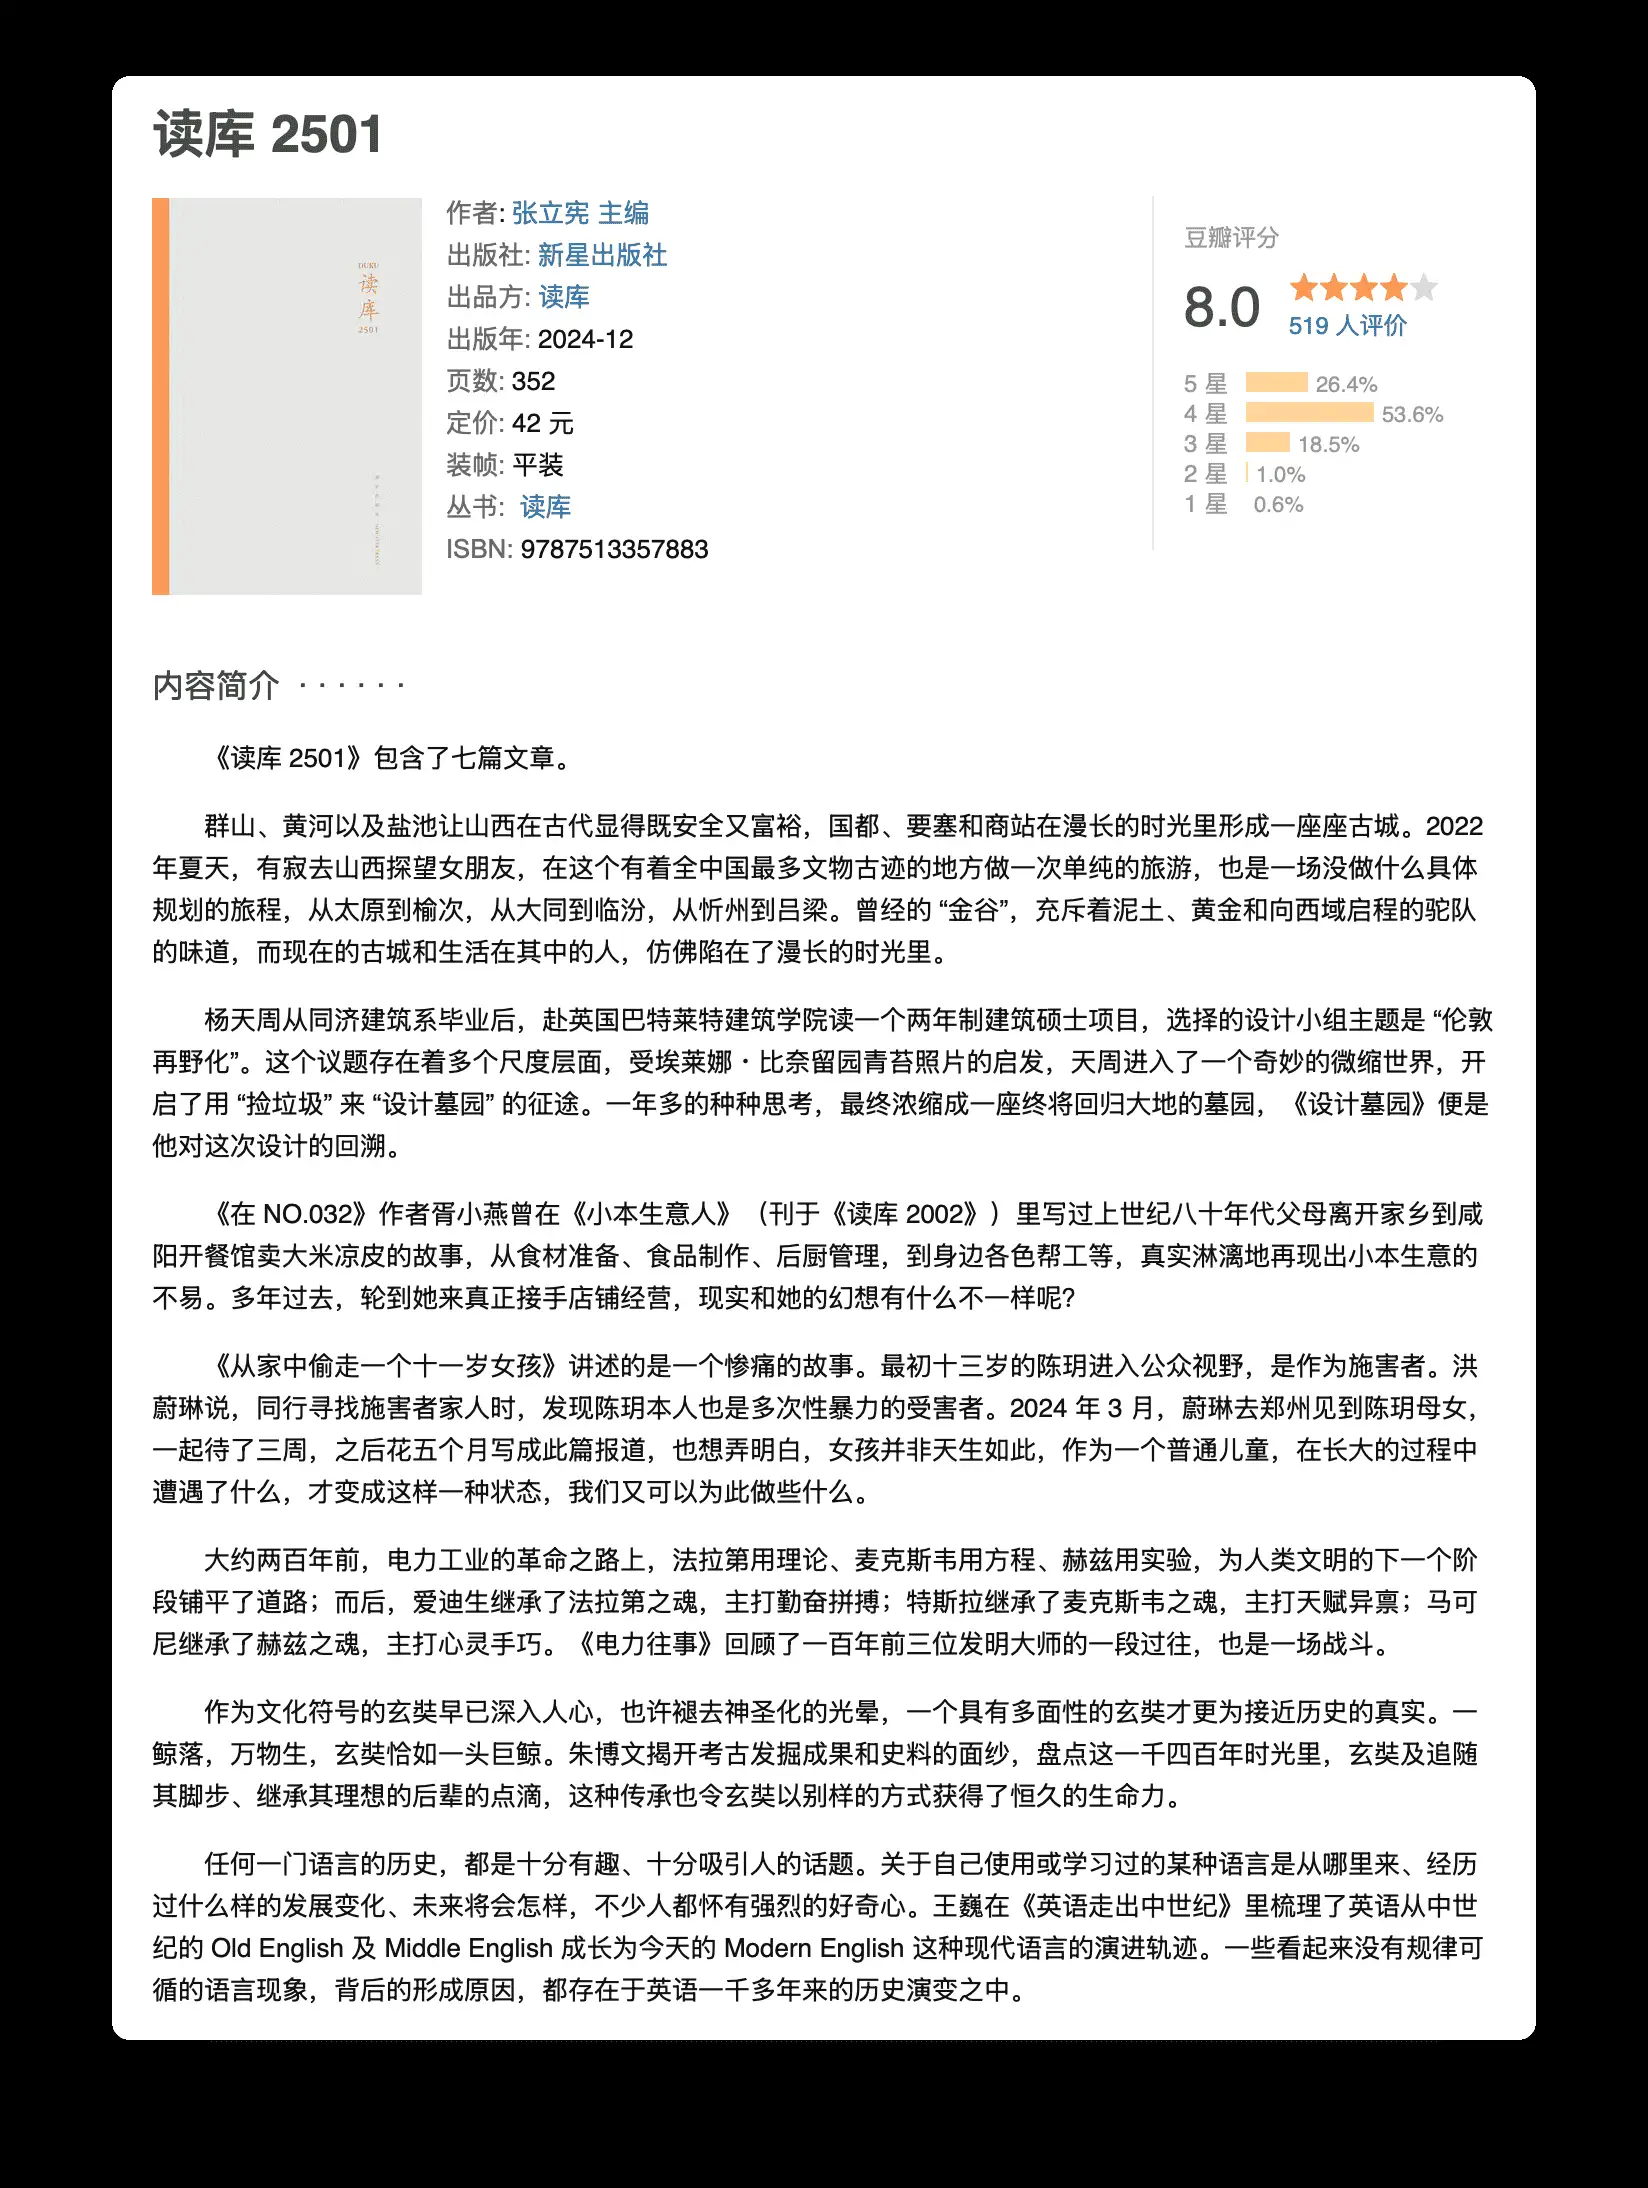 读库 2501
DUKU
读
库
2501
作者: 张立宪 主编
出版社: 新星出版社
出品方: 读库
出版年: 2024-12
页数: 352
定价: 42 元
装帧: 平装
丛书: 读库
ISBN: 9787513357883
豆瓣评分
8.0
519 人评价
5 星 26.4%
4 星 53.6%
3 星 18.5%
2 星 1.0%
1 星 0.6%
内容简介 · · · · · ·
《读库 2501》包含了七篇文章。
群山、黄河以及盐池让山西在古代显得既安全又富裕，国都、要塞和商站在漫长的时光里形成一座座古城。2022
年夏天，有寂去山西探望女朋友，在这个有着全中国最多文物古迹的地方做一次单纯的旅游，也是一场没做什么具体
规划的旅程，从太原到榆次，从大同到临汾，从忻州到吕梁。曾经的 “金谷”，充斥着泥土、黄金和向西域启程的驼队
的味道，而现在的古城和生活在其中的人，仿佛陷在了漫长的时光里。
杨天周从同济建筑系毕业后，赴英国巴特莱特建筑学院读一个两年制建筑硕士项目，选择的设计小组主题是 “伦敦
再野化”。这个议题存在着多个尺度层面，受埃莱娜・比奈留园青苔照片的启发，天周进入了一个奇妙的微缩世界，开
启了用 “捡垃圾” 来 “设计墓园” 的征途。一年多的种种思考，最终浓缩成一座终将回归大地的墓园，《设计墓园》便是
他对这次设计的回溯。
《在 NO.032》作者胥小燕曾在《小本生意人》（刊于《读库 2002》）里写过上世纪八十年代父母离开家乡到咸
阳开餐馆卖大米凉皮的故事，从食材准备、食品制作、后厨管理，到身边各色帮工等，真实淋漓地再现出小本生意的
不易。多年过去，轮到她来真正接手店铺经营，现实和她的幻想有什么不一样呢？
《从家中偷走一个十一岁女孩》讲述的是一个惨痛的故事。最初十三岁的陈玥进入公众视野，是作为施害者。洪
蔚琳说，同行寻找施害者家人时，发现陈玥本人也是多次性暴力的受害者。2024 年 3 月，蔚琳去郑州见到陈玥母女，
一起待了三周，之后花五个月写成此篇报道，也想弄明白，女孩并非天生如此，作为一个普通儿童，在长大的过程中
遭遇了什么，才变成这样一种状态，我们又可以为此做些什么。
大约两百年前，电力工业的革命之路上，法拉第用理论、麦克斯韦用方程、赫兹用实验，为人类文明的下一个阶
段铺平了道路；而后，爱迪生继承了法拉第之魂，主打勤奋拼搏；特斯拉继承了麦克斯韦之魂，主打天赋异禀；马可
尼继承了赫兹之魂，主打心灵手巧。《电力往事》回顾了一百年前三位发明大师的一段过往，也是一场战斗。
作为文化符号的玄奘早已深入人心，也许褪去神圣化的光晕，一个具有多面性的玄奘才更为接近历史的真实。一
鲸落，万物生，玄奘恰如一头巨鲸。朱博文揭开考古发掘成果和史料的面纱，盘点这一千四百年时光里，玄奘及追随
其脚步、继承其理想的后辈的点滴，这种传承也令玄奘以别样的方式获得了恒久的生命力。
任何一门语言的历史，都是十分有趣、十分吸引人的话题。关于自己使用或学习过的某种语言是从哪里来、经历
过什么样的发展变化、未来将会怎样，不少人都怀有强烈的好奇心。王巍在《英语走出中世纪》里梳理了英语从中世
纪的 Old English 及 Middle English 成长为今天的 Modern English 这种现代语言的演进轨迹。一些看起来没有规律可
循的语言现象，背后的形成原因，都存在于英语一千多年来的历史演变之中。